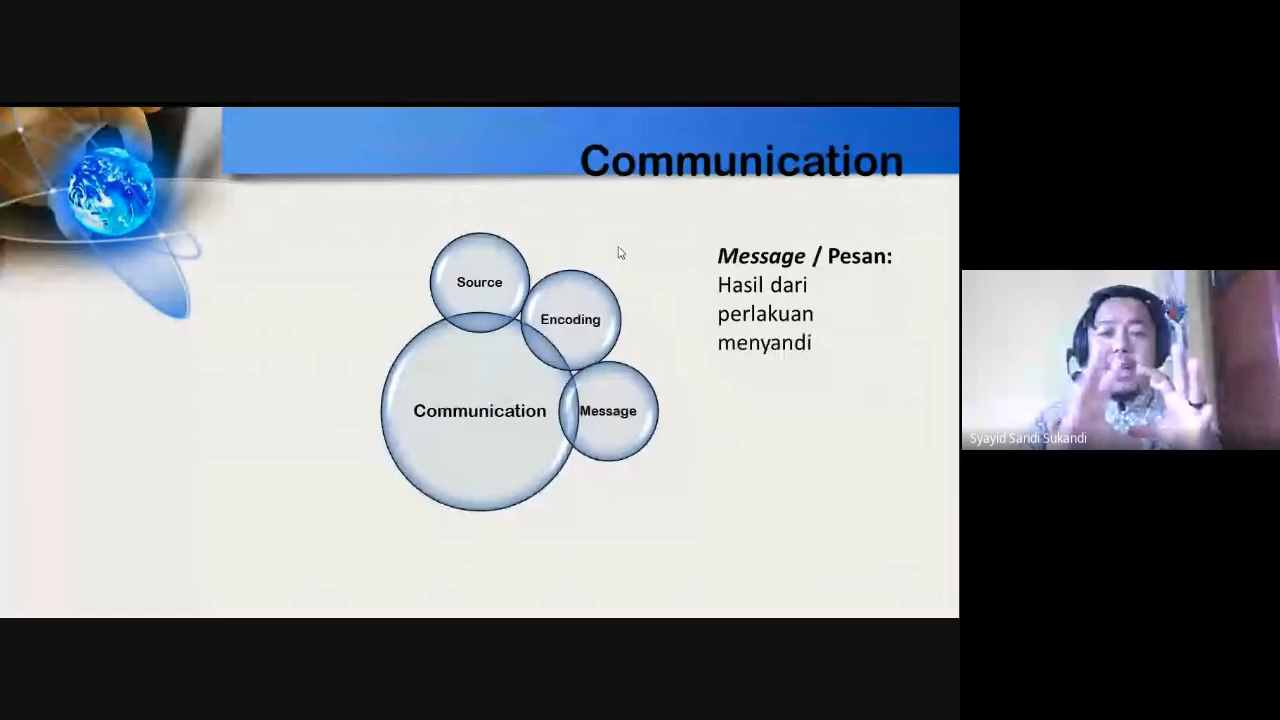 Communication
Source
Encoding
Communication
Message
Message / Pesan:
Hasil dari
perlakuan
menyandi
Syayid Sandi Sukandi